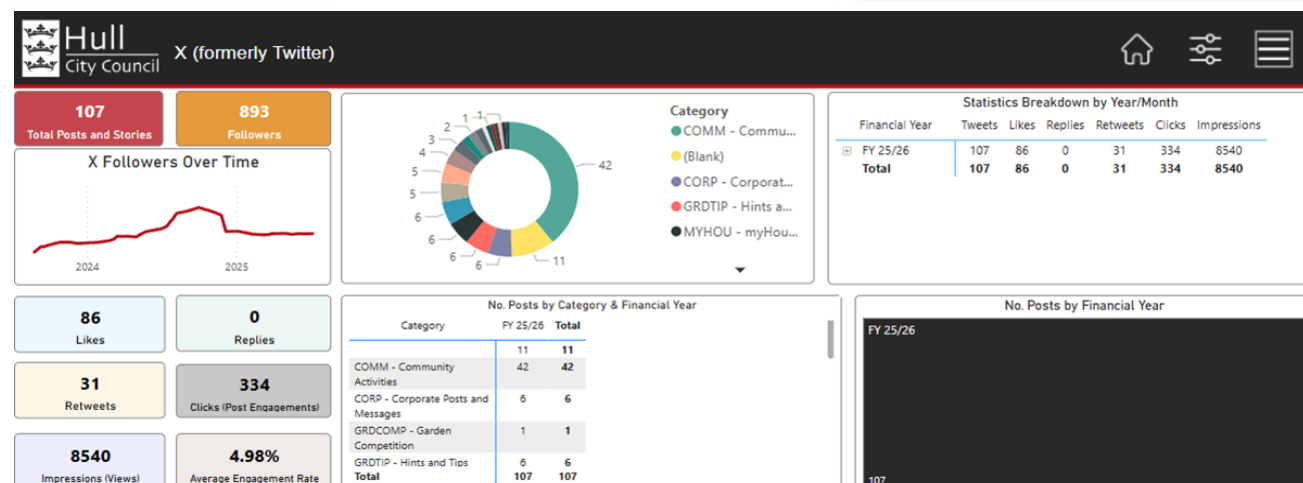 Hull
City Council
X (formerly Twitter)
107
Total Posts and Stories
893
Followers
X Followers Over Time
2024
2025
42
11
6
6
6
6
5
5
4
3
2
1
1
Category
COMM - Commu...
(Blank)
CORP - Corporat...
GRDTIP - Hints a...
MYHOU - myHou...
Statistics Breakdown by Year/Month
Financial Year Tweets Likes Replies Retweets Clicks Impressions
FY 25/26 107 86 0 31 334 8540
Total 107 86 0 31 334 8540
86
Likes
0
Replies
31
Retweets
334
Clicks (Post Engagements)
8540
Impressions (Views)
4.98%
Average Engagement Rate
No. Posts by Category & Financial Year
Category FY 25/26 Total
11 11
COMM - Community 42 42
Activities
CORP - Corporate Posts and 6 6
Messages
GRDCOMP - Garden 1 1
Competition
GRDTIP - Hints and Tips 6 6
Total 107 107
No. Posts by Financial Year
FY 25/26
107